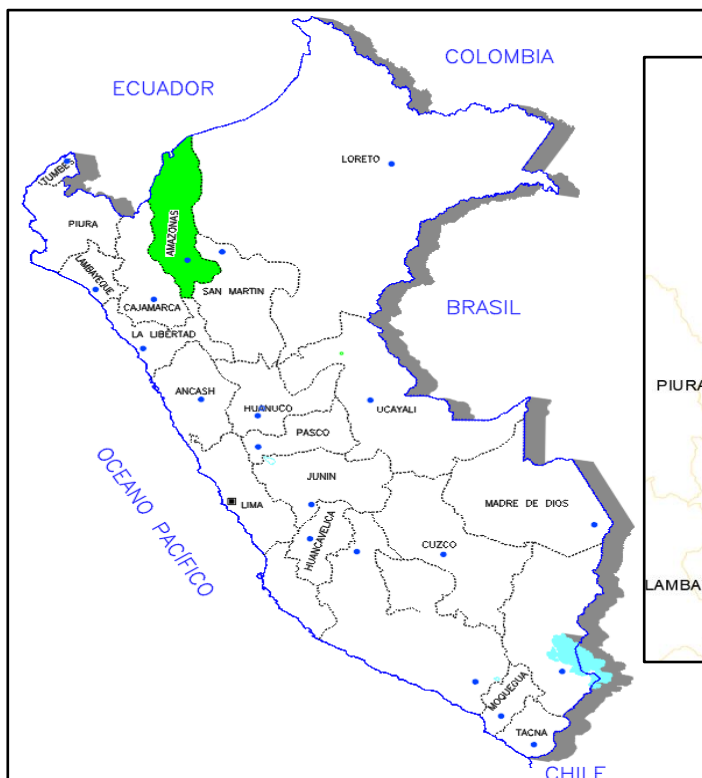 COLOMBIA
ECUADOR
LORETO
TUMBES
PIURA
AMAZONAS
LAMBAYEQUE
SAN MARTIN
CAJAMARCA
BRASIL
LA LIBERTAD
ANCASH
HUANUCO
UCAYALI
PIURA
PASCO
JUNIN
OCEANO PACÍFICO
LIMA
MADRE DE DIOS
HUANCAVELICA
CUZCO
LAMBA
MOQUEGUA
TACNA
CHILE